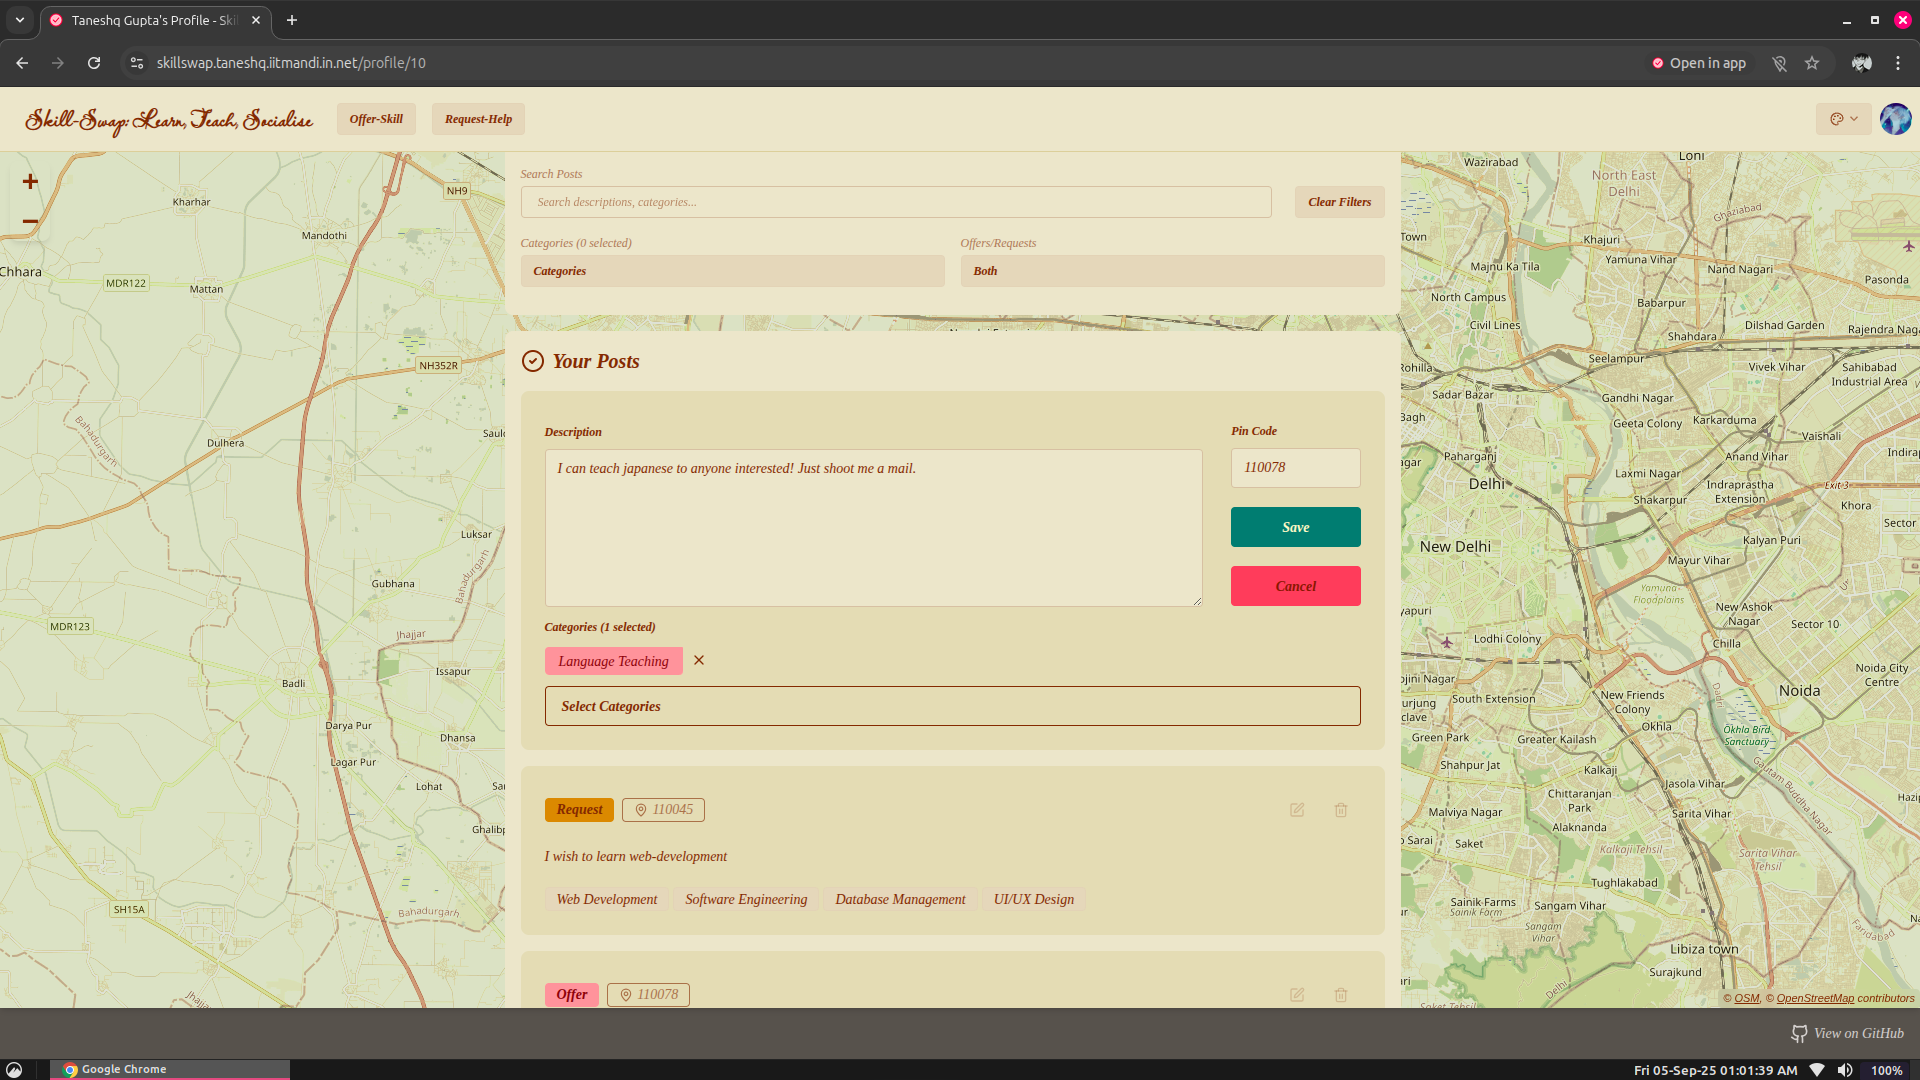 Taneshq Gupta's Profile - Ski
skillswap.taneshq.iitmandi.in.net/profile/10
Open in app
Skill-Swap: Learn, Teach, Socialise
Offer-Skill
Request-Help
Search Posts
Search descriptions, categories...
Clear Filters
Categories (0 selected)
Offers/Requests
Categories
Both
Your Posts
Description
Pin Code
I can teach japanese to anyone interested! Just shoot me a mail.
110078
Save
Cancel
Categories (1 selected)
Language Teaching
Select Categories
Request
110045
I wish to learn web-development
Web Development
Software Engineering
Database Management
UI/UX Design
Offer
110078
+
−
Kharhar
NH9
Mandothi
Chhara
MDR122
Mattan
NH352R
Bahadurgarh
Dulhera
Saulo
Luksar
Gubhana
Bahadurgarh
MDR123
Jhajjar
Issapur
Badli
Darya Pur
Dhansa
Lagar Pur
Lohat
Ghalibp
SH15A
Bahadurgarh
Jhajjar
Loni
Wazirabad
North East
Delhi
Ghaziabad
Town
Khajuri
Yamuna Vihar
Majnu Ka Tila
Nand Nagari
Pasonda
North Campus
Babarpur
Civil Lines
Dilshad Garden
Rajendra Naga
Shahdara
Seelampur
Rohilla
Vivek Vihar
Sahibabad
Industrial Area
Sadar Bazar
Gandhi Nagar
Bagh
Geeta Colony
Karkarduma
Vaishali
Paharganj
Anand Vihar
agar
Laxmi Nagar
Indirap
Delhi
Indraprastha
Extension
Exit 3
Shakarpur
Khora
Sector
New Delhi
Kalyan Puri
Mayur Vihar
Yamuna
Floodplains
yapuri
New Ashok
Nagar
Sector 10
Lodhi Colony
Chilla
Noida City
Centre
ojini Nagar
South Extension
New Friends
Colony
Dadri
Noida
urjung
clave
Okhla
Okhla Bird
Sanctuary
Green Park
Greater Kailash
Shahpur Jat
Kalkaji
Jasola Vihar
Gautam Buddha Nagar
Chittaranjan
Park
Hazip
Malviya Nagar
Sarita Vihar
Alaknanda
o Sarai
Saket
Kalkaji Tehsil
Sarita Vihar
Tehsil
Tughlakabad
Sainik Farms
Sainik Farm
Sangam Vihar
Sangam
Vihar
Faridabad
Libiza town
Surajkund
Delhi
Saket Tehsil
© OSM, © OpenStreetMap contributors
View on GitHub
Google Chrome
Fri 05-Sep-25 01:01:39 AM
100%